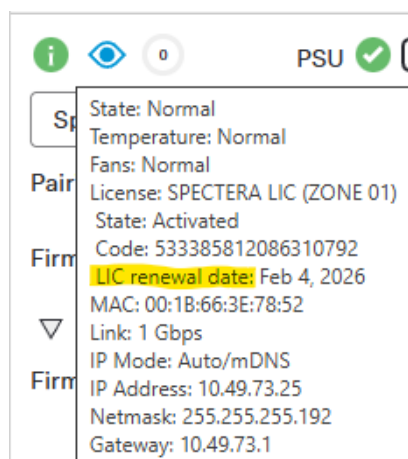 0
PSU
Sp
State: Normal
Temperature: Normal
Fans: Normal
License: SPECTERA LIC (ZONE 01)
State: Activated
Code: 533385812086310792
LIC renewal date: Feb 4, 2026
MAC: 00:1B:66:3E:78:52
Link: 1 Gbps
IP Mode: Auto/mDNS
IP Address: 10.49.73.25
Netmask: 255.255.255.192
Gateway: 10.49.73.1
Pair
Firm
Firm